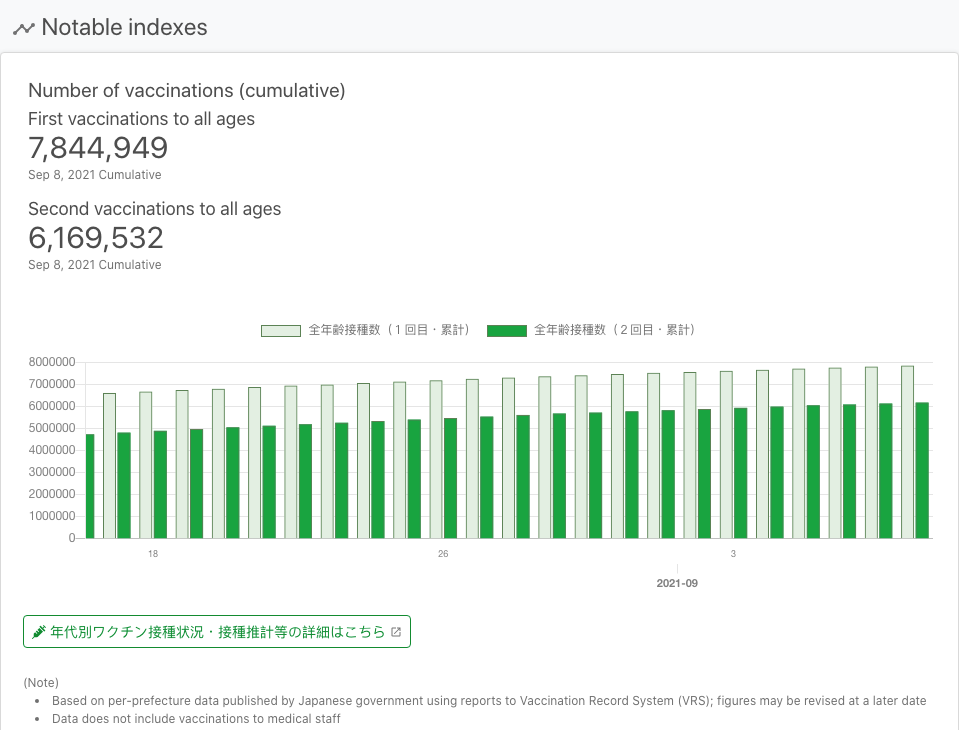 Notable indexes
Number of vaccinations (cumulative)
First vaccinations to all ages
7,844,949
Sep 8, 2021 Cumulative
Second vaccinations to all ages
6,169,532
Sep 8, 2021 Cumulative
全年齢接種数（１回目・累計） 全年齢接種数（２回目・累計）
8000000
7000000
6000000
5000000
4000000
3000000
2000000
1000000
0
18 26 3
2021-09
年代別ワクチン接種状況・接種推計等の詳細はこちら
(Note)
• Based on per-prefecture data published by Japanese government using reports to Vaccination Record System (VRS); figures may be revised at a later date
• Data does not include vaccinations to medical staff